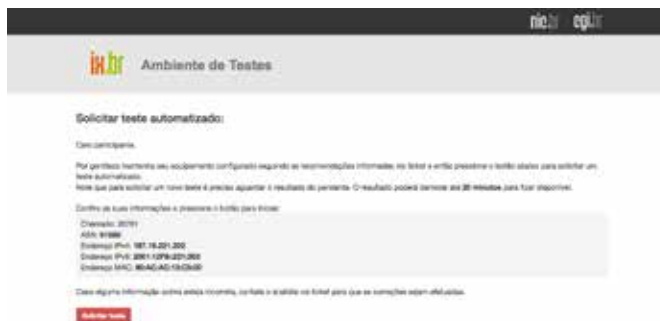 nic.br cgi.br
ix.br Ambiente de Testes
Solicitar teste automatizado:
Caro participante,
Por gentileza mantenha seu equipamento configurado seguindo as recomendações informadas no ticket e então pressione o botão abaixo para solicitar um
teste automatizado.
Note que para solicitar um novo teste é preciso aguardar o resultado do pendente. O resultado poderá demorar até 20 minutos para ficar disponível.
Confira as suas informações e pressione o botão para iniciar:
Chamado:
ASN:
Endereço IPv4:
Endereço IPv6:
Endereço MAC:
Caso alguma informação acima esteja incorreta, contate o analista no ticket para que as correções sejam efetuadas.
Solicitar teste